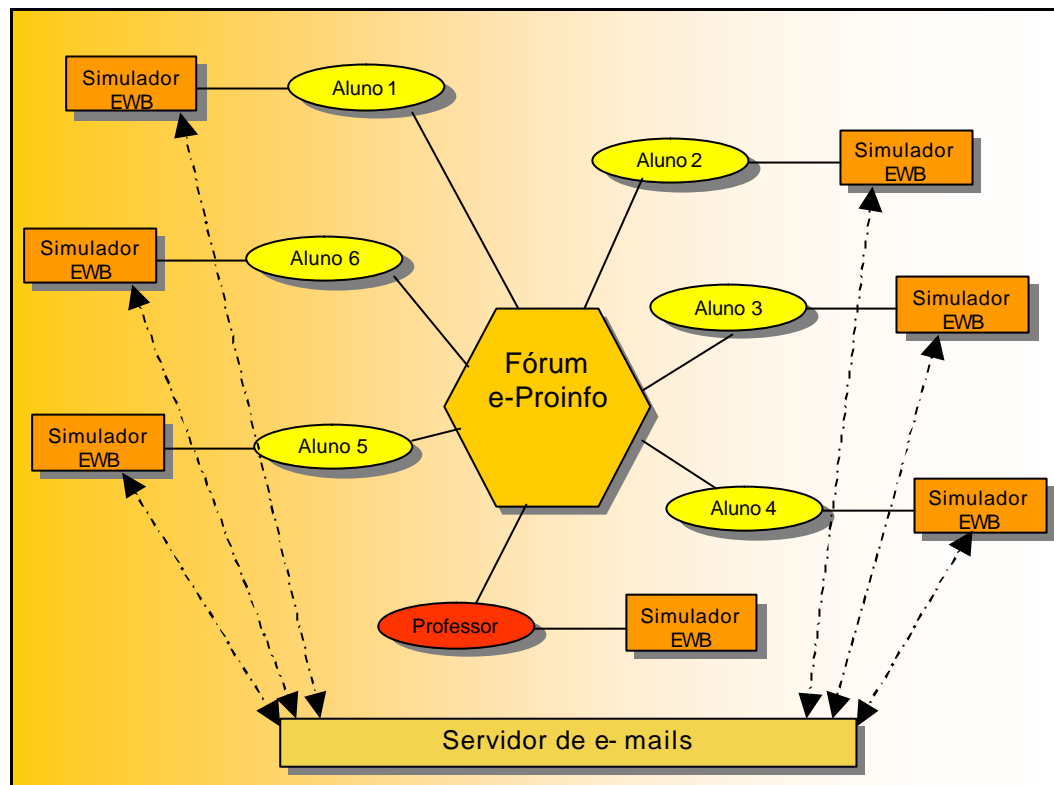 Simulador
EWB
Aluno 1
Aluno 2
Simulador
EWB
Simulador
EWB
Aluno 6
Aluno 3
Simulador
EWB
Fórum
e-Proinfo
Simulador
EWB
Aluno 5
Aluno 4
Simulador
EWB
Professor
Simulador
EWB
Servidor de e- mails